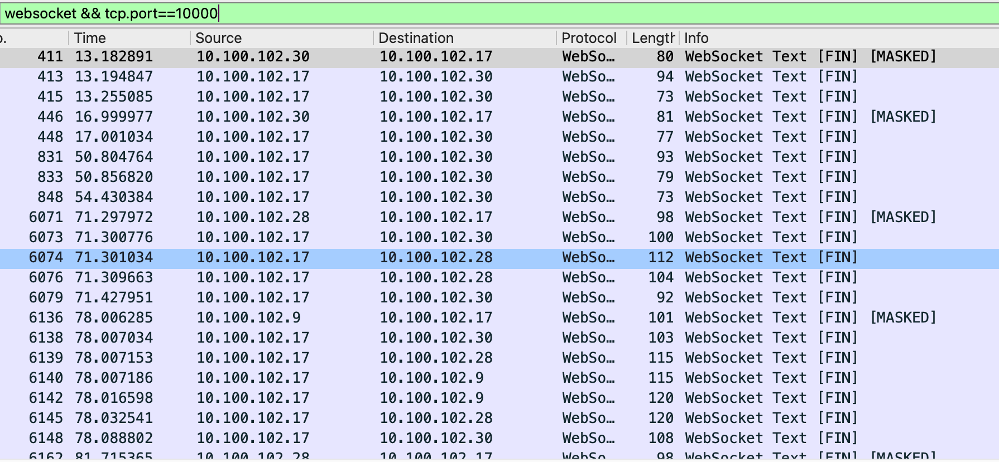 websocket && tcp.port==10000
o. Time Source Destination Protocol Length Info
411 13.182891 10.100.102.30 10.100.102.17 WebSo… 80 WebSocket Text [FIN] [MASKED]
413 13.194847 10.100.102.17 10.100.102.30 WebSo… 94 WebSocket Text [FIN]
415 13.255085 10.100.102.17 10.100.102.30 WebSo… 73 WebSocket Text [FIN]
446 16.999977 10.100.102.30 10.100.102.17 WebSo… 81 WebSocket Text [FIN] [MASKED]
448 17.001034 10.100.102.17 10.100.102.30 WebSo… 77 WebSocket Text [FIN]
831 50.804764 10.100.102.17 10.100.102.30 WebSo… 93 WebSocket Text [FIN]
833 50.856820 10.100.102.17 10.100.102.30 WebSo… 79 WebSocket Text [FIN]
848 54.430384 10.100.102.17 10.100.102.30 WebSo… 73 WebSocket Text [FIN]
6071 71.297972 10.100.102.28 10.100.102.17 WebSo… 98 WebSocket Text [FIN] [MASKED]
6073 71.300776 10.100.102.17 10.100.102.30 WebSo… 100 WebSocket Text [FIN]
6074 71.301034 10.100.102.17 10.100.102.28 WebSo… 112 WebSocket Text [FIN]
6076 71.309663 10.100.102.17 10.100.102.28 WebSo… 104 WebSocket Text [FIN]
6079 71.427951 10.100.102.17 10.100.102.30 WebSo… 92 WebSocket Text [FIN]
6136 78.006285 10.100.102.9 10.100.102.17 WebSo… 101 WebSocket Text [FIN] [MASKED]
6138 78.007034 10.100.102.17 10.100.102.30 WebSo… 103 WebSocket Text [FIN]
6139 78.007153 10.100.102.17 10.100.102.28 WebSo… 115 WebSocket Text [FIN]
6140 78.007186 10.100.102.17 10.100.102.9 WebSo… 115 WebSocket Text [FIN]
6142 78.016598 10.100.102.17 10.100.102.9 WebSo… 120 WebSocket Text [FIN]
6145 78.032541 10.100.102.17 10.100.102.28 WebSo… 120 WebSocket Text [FIN]
6148 78.088802 10.100.102.17 10.100.102.30 WebSo… 108 WebSocket Text [FIN]
6162 81.715365 10.100.102.28 10.100.102.17 WebSo… 98 WebSocket Text [FIN] [MASKED]